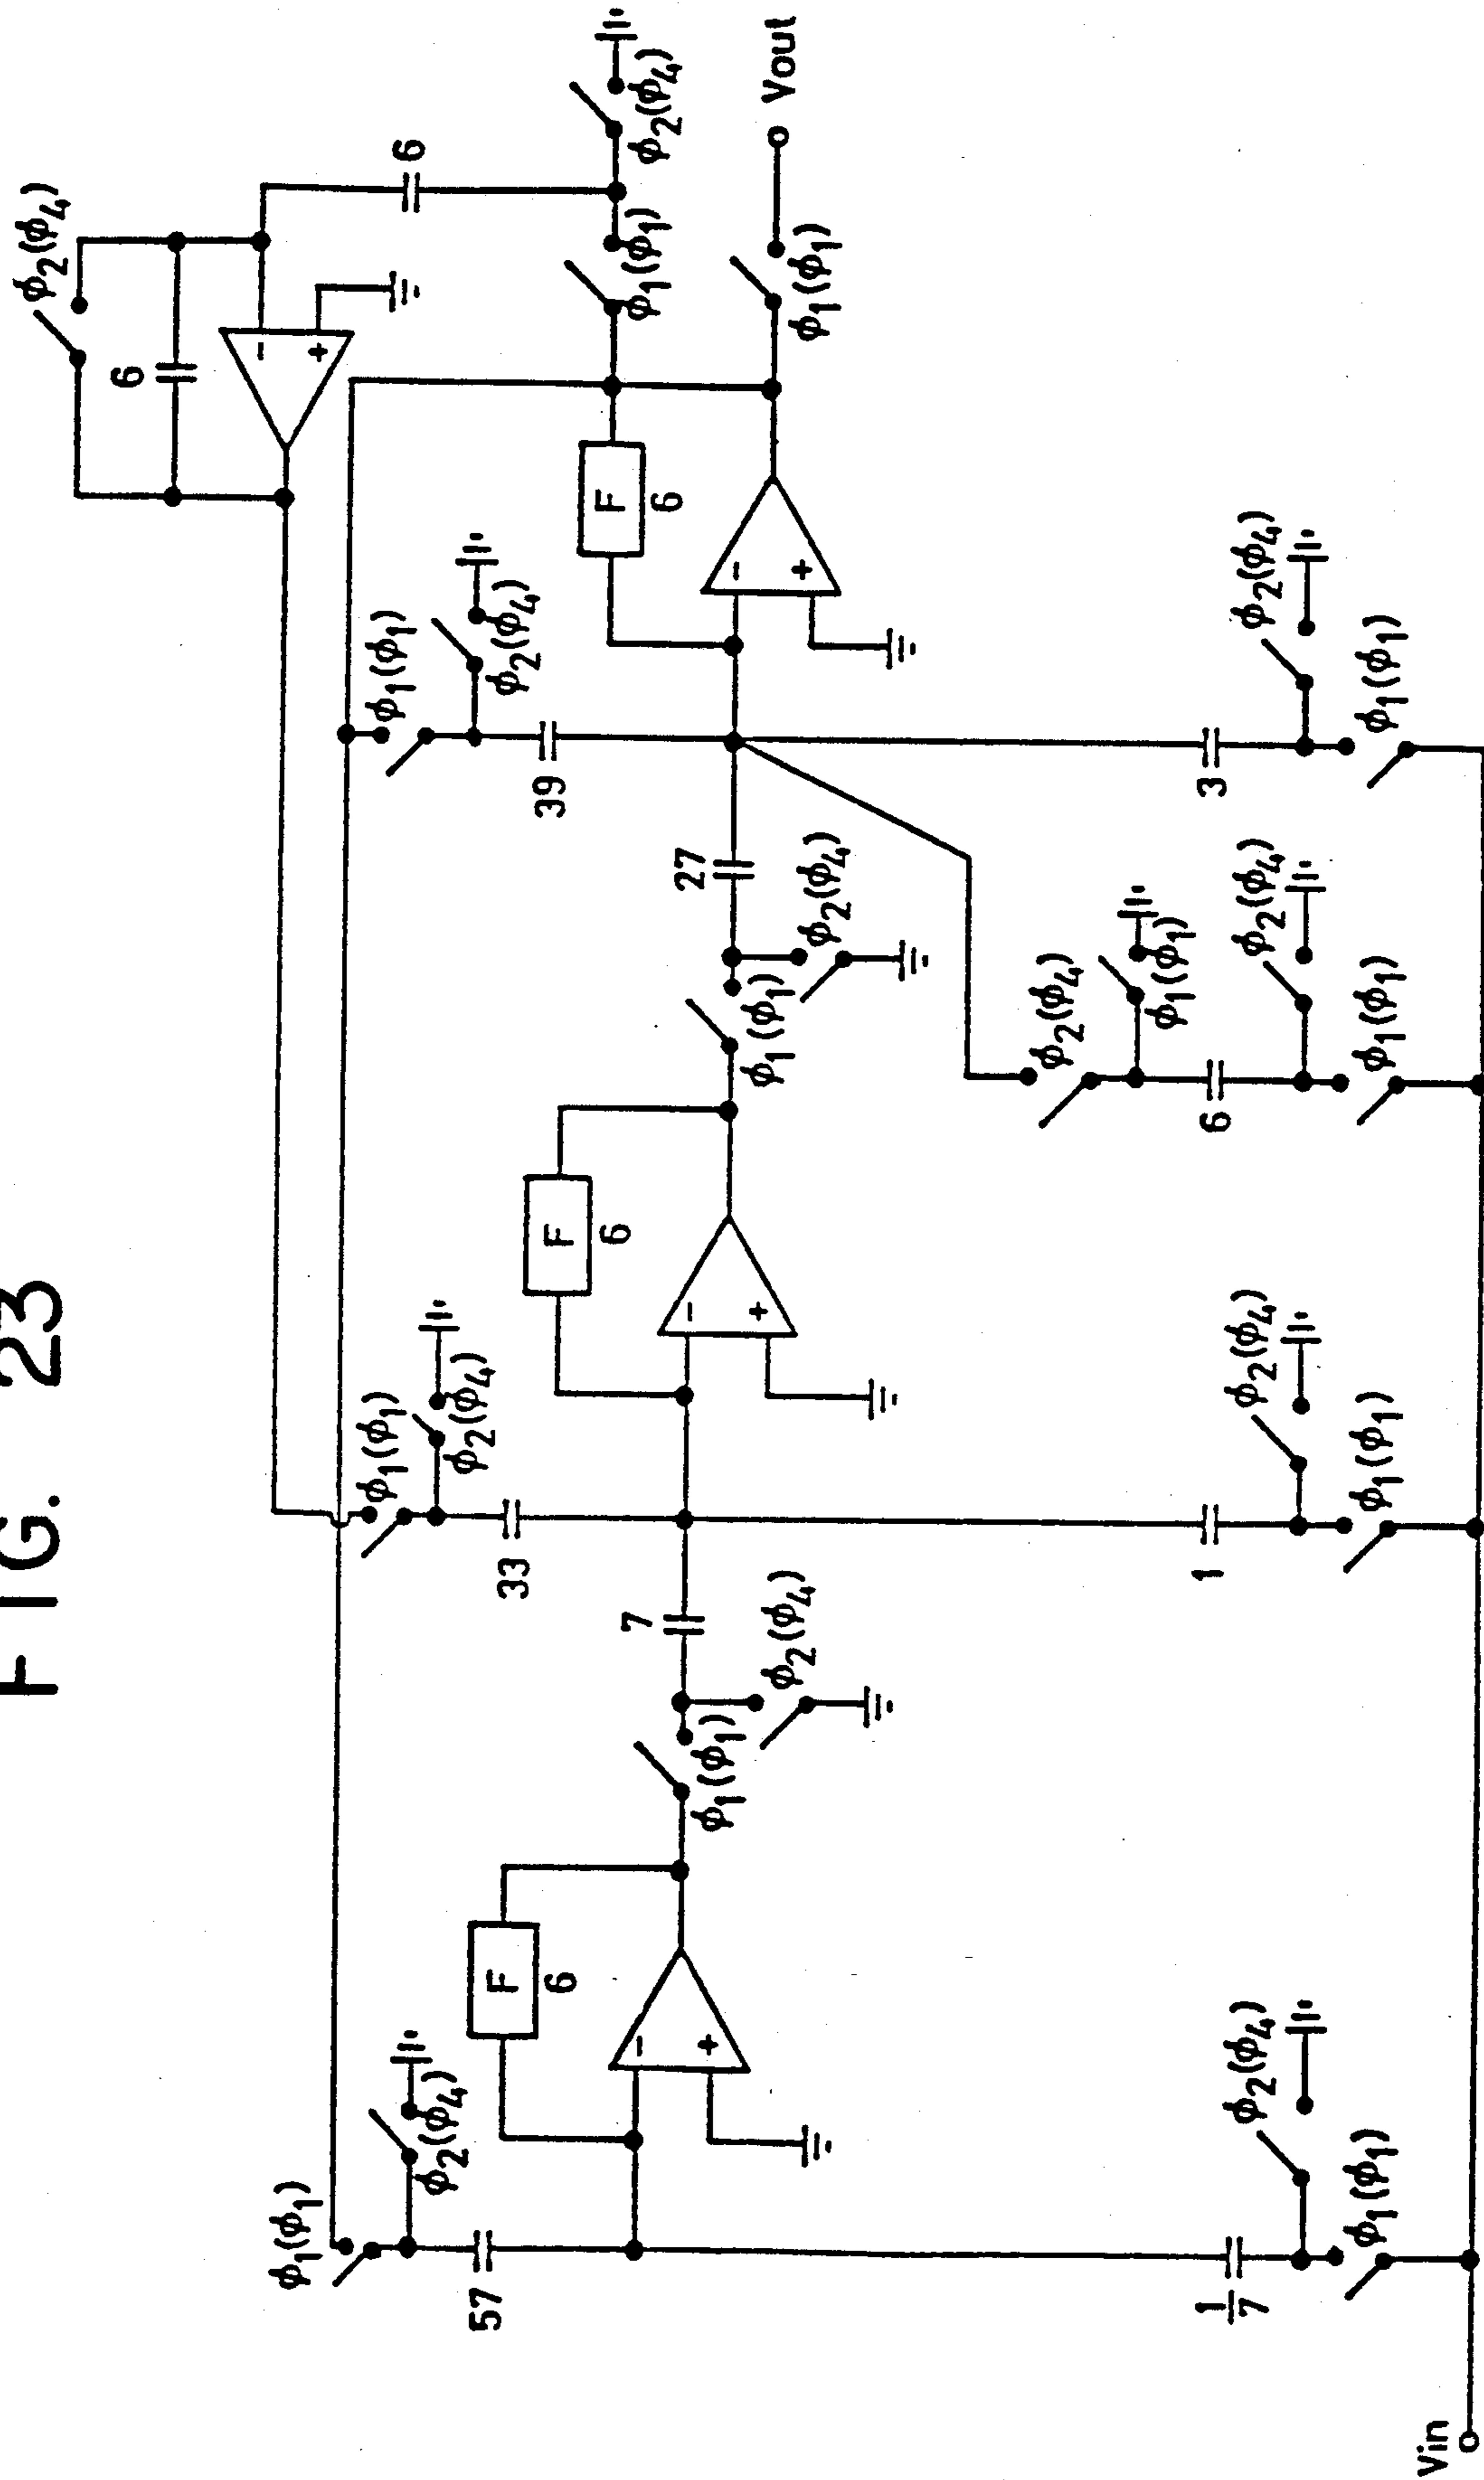 FIG. 23
φ2(φ4)
6
− +
φ1(φ1)
φ1(φ1)
φ1(φ1)
6
φ2(φ4)
φ2(φ4)
φ2(φ4)
57
33
39
F
6
F
6
F
6
φ1(φ1)
φ2(φ4)
− +
− +
− +
7
27
φ1(φ1)
φ2(φ4)
φ1(φ1)
φ2(φ4)
φ1(φ1)
Vout
φ2(φ4)
φ1(φ1)
1/7
φ2(φ4)
1
φ2(φ4)
6
φ2(φ4)
3
φ2(φ4)
φ1(φ1)
φ1(φ1)
φ1(φ1)
φ1(φ1)
Vin